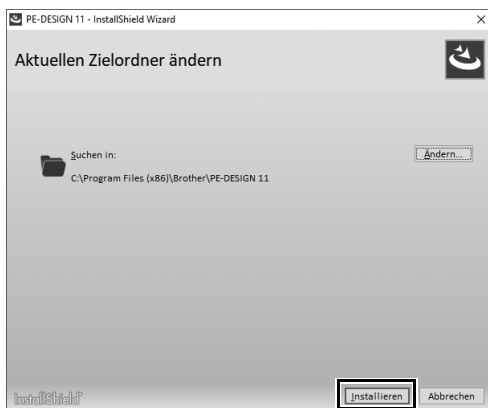 PE-DESIGN 11 - InstallShield Wizard
Aktuellen Zielordner ändern
Suchen in:
Ändern...
C:\Program Files (x86)\Brother\PE-DESIGN 11
InstallShield
Installieren
Abbrechen